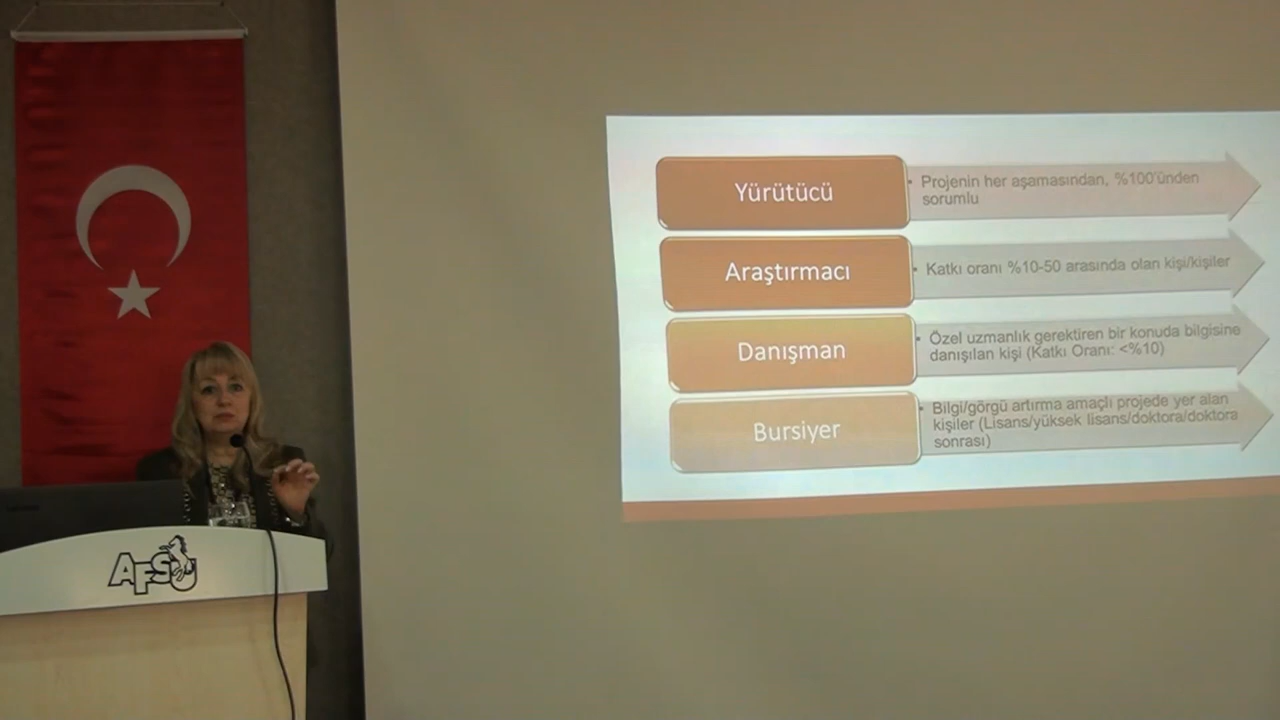 Yürütücü
• Projenin her aşamasından, %100'ünden
sorumlu
Araştırmacı
• Katkı oranı %10-50 arasında olan kişi/kişiler
Danışman
• Özel uzmanlık gerektiren bir konuda bilgisine
danışılan kişi (Katkı Oranı: <%10)
Bursiyer
• Bilgi/görgü artırma amaçlı projede yer alan
kişiler (Lisans/yüksek lisans/doktora/doktora
sonrası)
AFSÜ